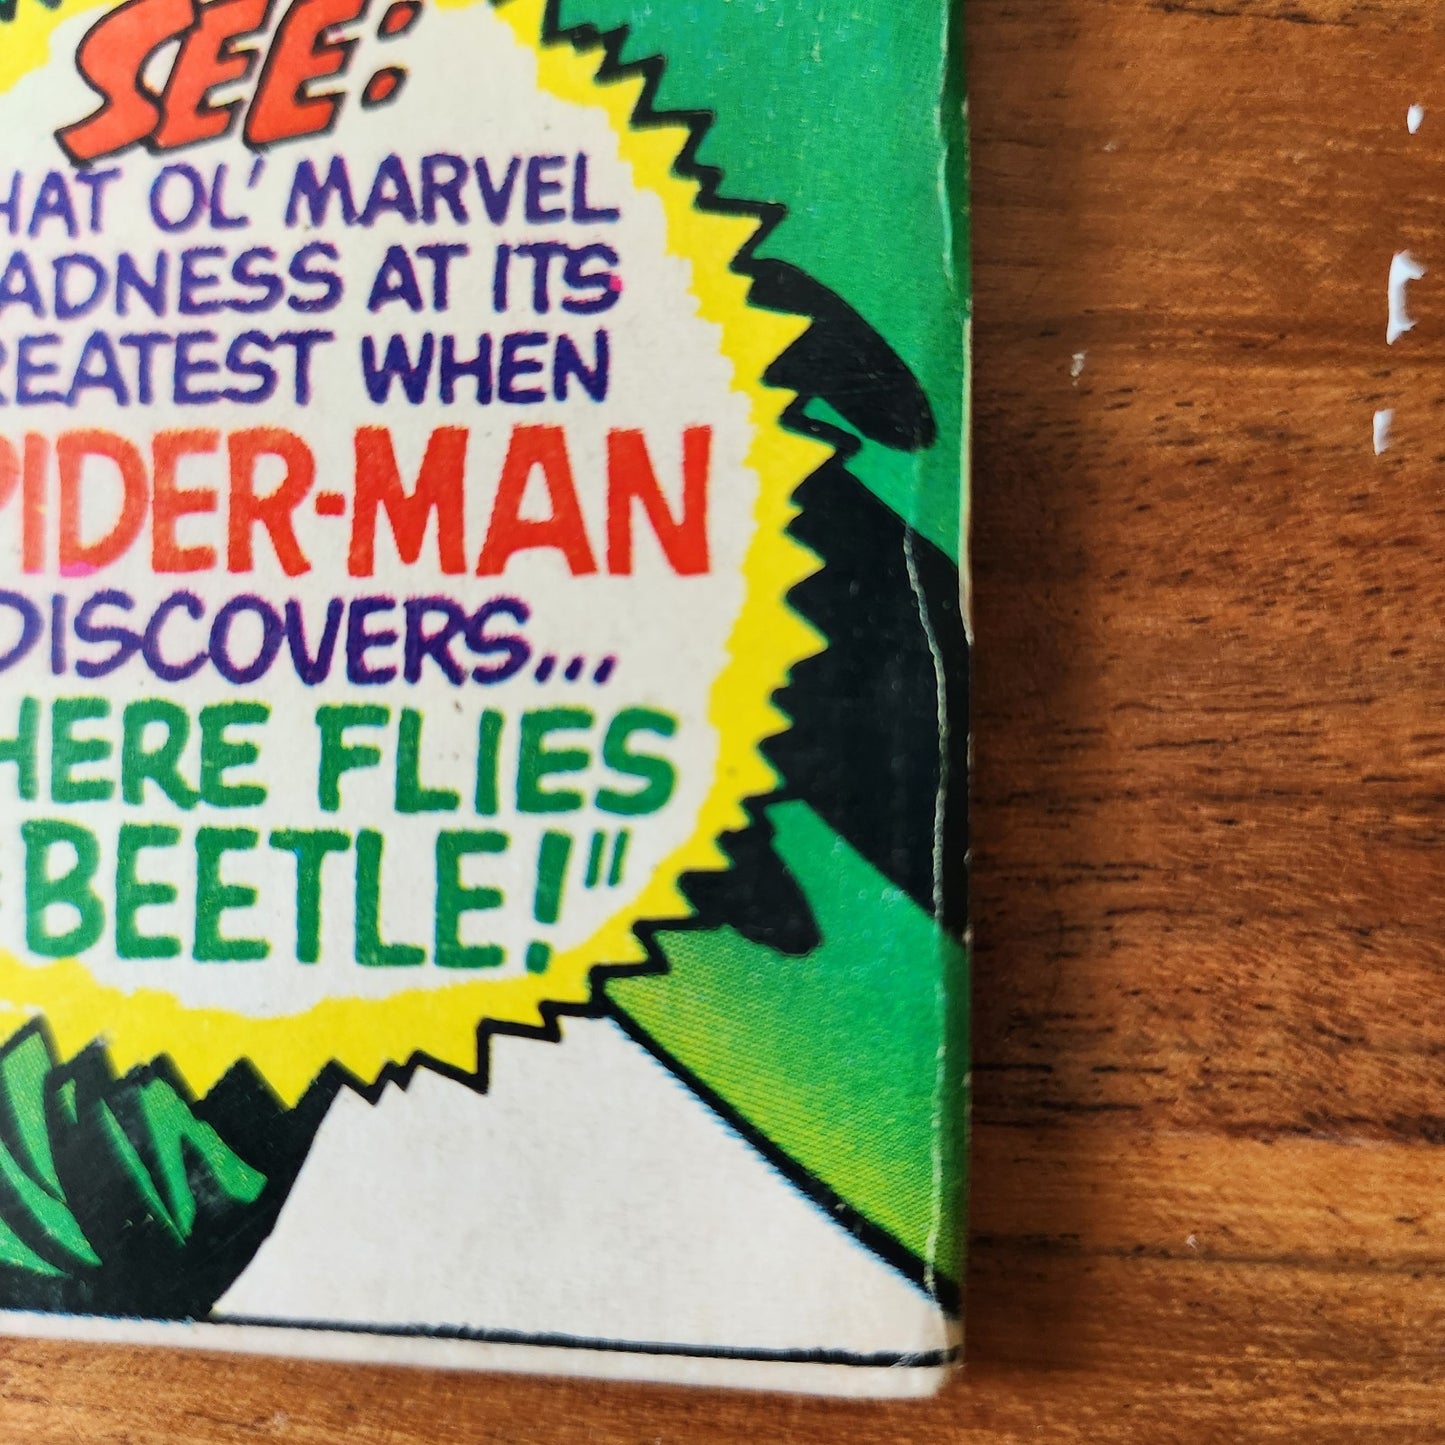 SEE:
HAT OL' MARVEL
ADNESS AT ITS
REATEST WHEN
PIDER-MAN
DISCOVERS...
HERE FLIES
BEETLE!"